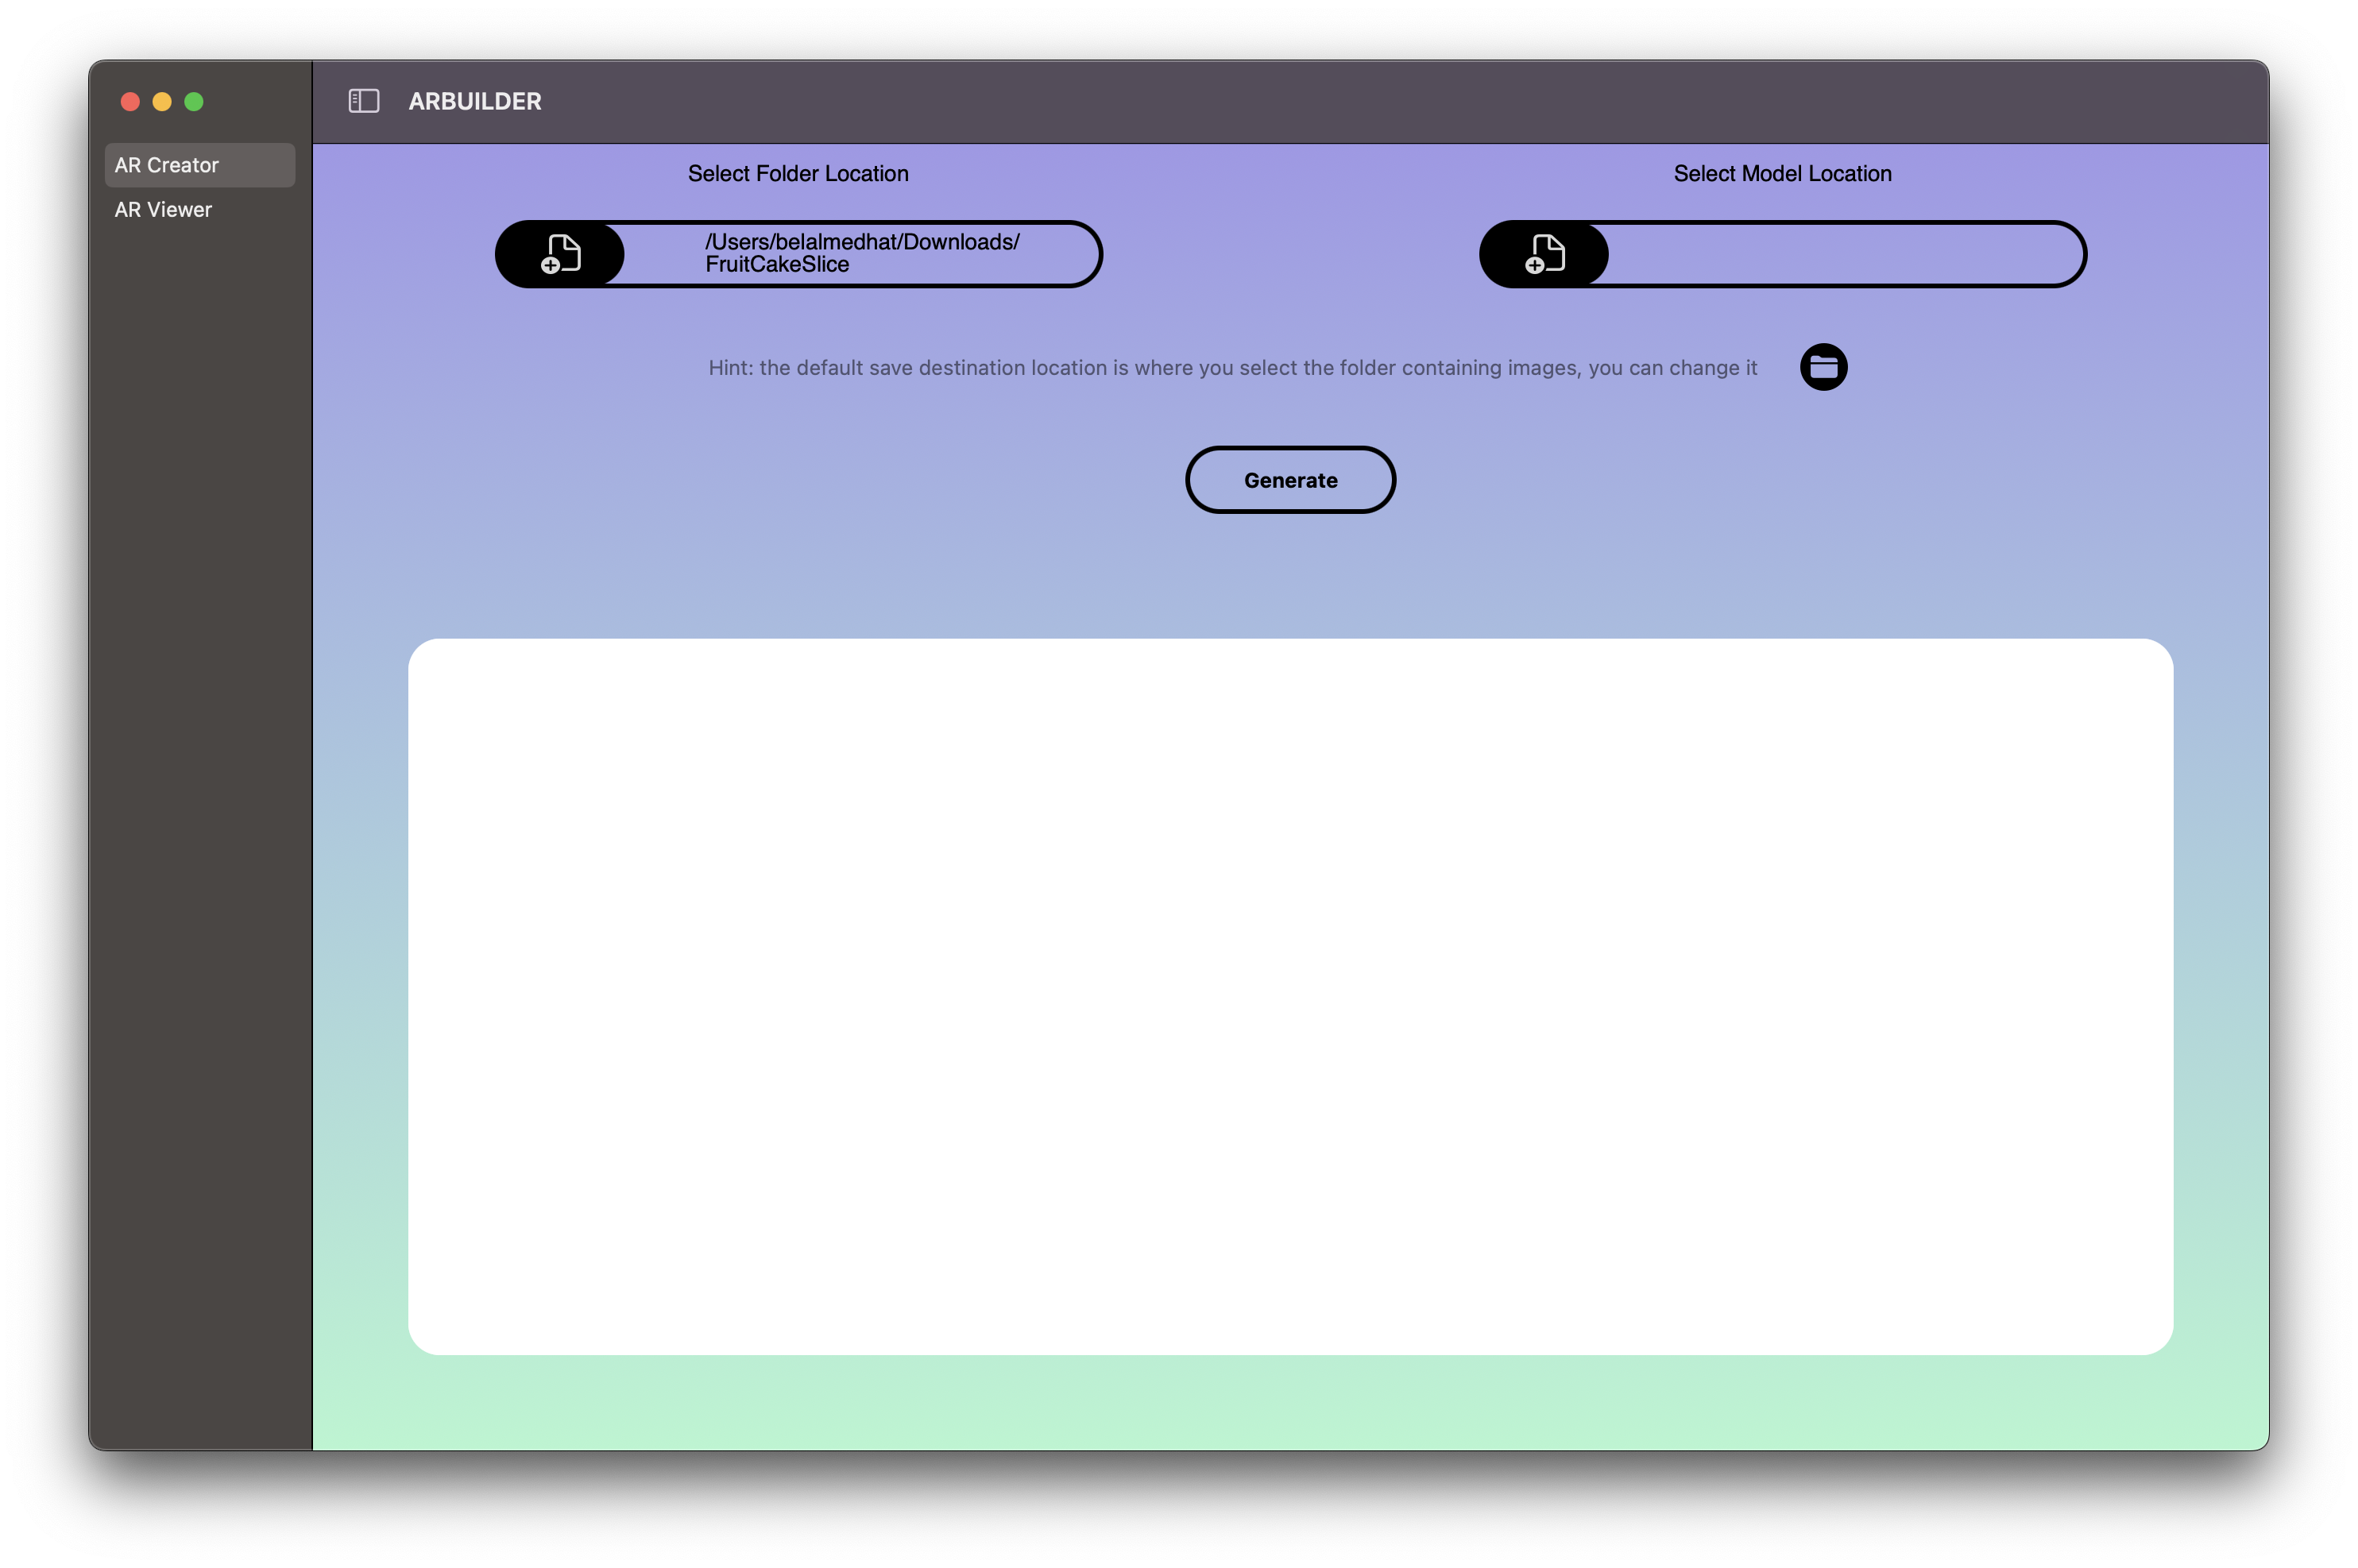 ARBUILDER
AR Creator
AR Viewer
Select Folder Location
/Users/belalmedhat/Downloads/
FruitCakeSlice
Select Model Location
Hint: the default save destination location is where you select the folder containing images, you can change it
Generate